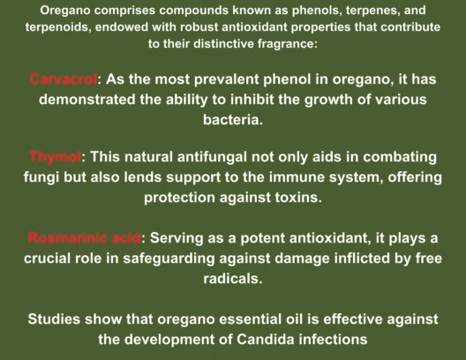 Oregano comprises compounds known as phenols, terpenes, and
terpenoids, endowed with robust antioxidant properties that contribute
to their distinctive fragrance:
Carvacrol: As the most prevalent phenol in oregano, it has
demonstrated the ability to inhibit the growth of various
bacteria.
Thymol: This natural antifungal not only aids in combating
fungi but also lends support to the immune system, offering
protection against toxins.
Rosmarinic acid: Serving as a potent antioxidant, it plays a
crucial role in safeguarding against damage inflicted by free
radicals.
Studies show that oregano essential oil is effective against
the development of Candida infections